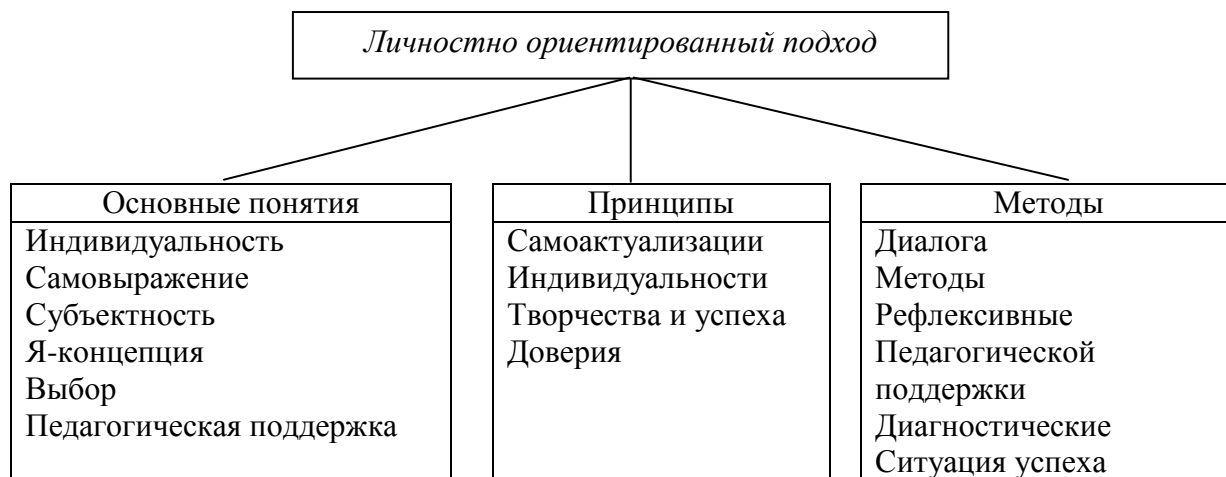 Личностно ориентированный подход
Основные понятия
Индивидуальность
Самовыражение
Субъектность
Я-концепция
Выбор
Педагогическая поддержка
Принципы
Самоактуализации
Индивидуальности
Творчества и успеха
Доверия
Методы
Диалога
Методы
Рефлексивные
Педагогической
поддержки
Диагностические
Ситуация успеха